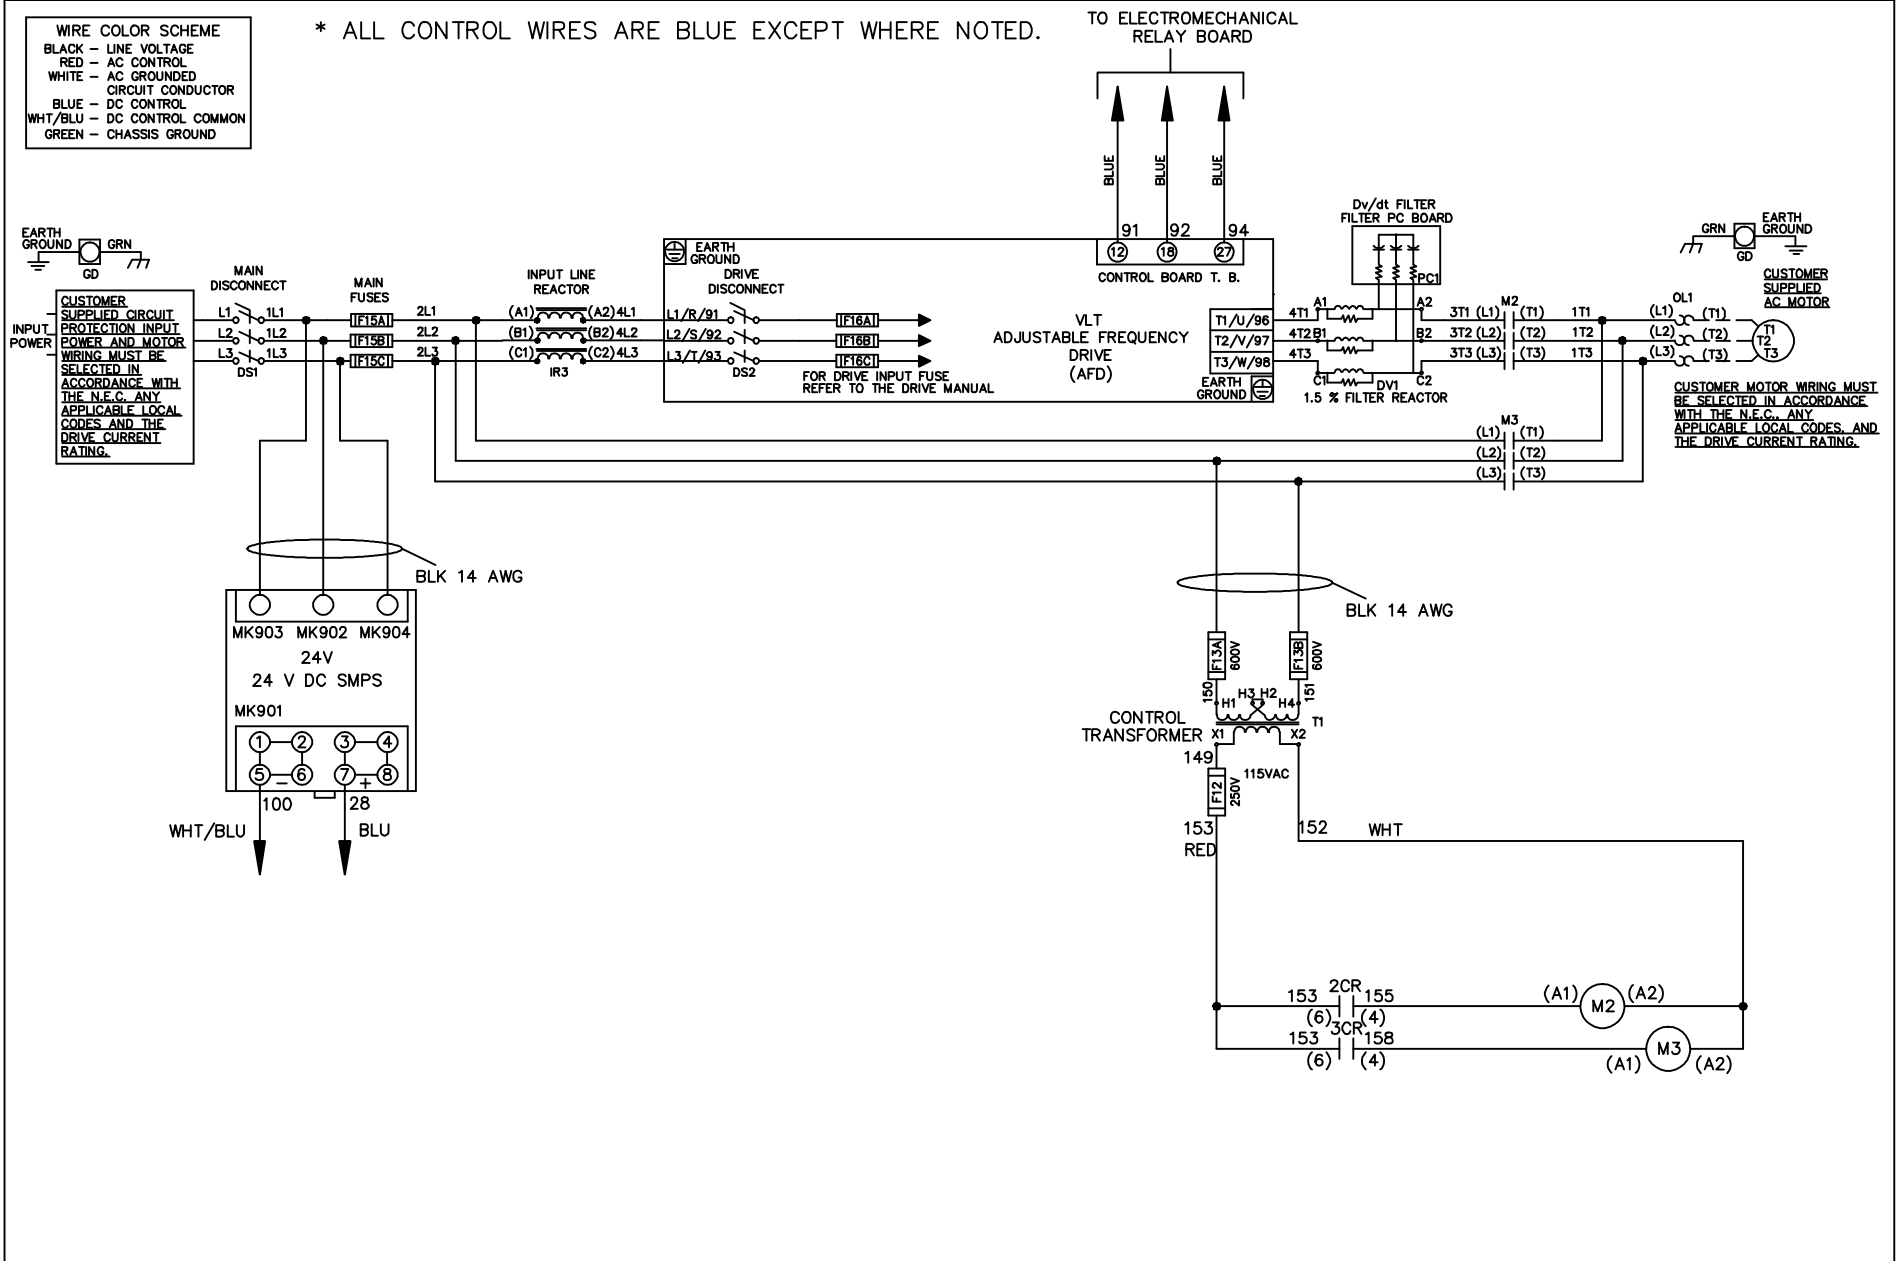 WIRE COLOR SCHEME
BLACK – LINE VOLTAGE
RED – AC CONTROL
WHITE – AC GROUNDED
CIRCUIT CONDUCTOR
BLUE – DC CONTROL
WHT/BLU – DC CONTROL COMMON
GREEN – CHASSIS GROUND
* ALL CONTROL WIRES ARE BLUE EXCEPT WHERE NOTED.
TO ELECTROMECHANICAL
RELAY BOARD
BLUE
BLUE
BLUE
91 92 94
12 18 27
CONTROL BOARD T. B.
EARTH
GROUND
GRN
GD
INPUT
POWER
CUSTOMER
SUPPLIED CIRCUIT
PROTECTION INPUT
POWER AND MOTOR
WIRING MUST BE
SELECTED IN
ACCORDANCE WITH
THE N.E.C. ANY
APPLICABLE LOCAL
CODES AND THE
DRIVE CURRENT
RATING.
MAIN
DISCONNECT
L1 1L1
L2 1L2
L3 1L3
DS1
MAIN
FUSES
F15A
F15B
F15C
2L1
2L2
2L3
INPUT LINE
REACTOR
(A1) (A2) 4L1
(B1) (B2) 4L2
(C1) (C2) 4L3
IR3
EARTH
GROUND
DRIVE
DISCONNECT
L1/R/91
L2/S/92
L3/T/93
DS2
F16A
F16B
F16C
FOR DRIVE INPUT FUSE
REFER TO THE DRIVE MANUAL
VLT
ADJUSTABLE FREQUENCY
DRIVE
(AFD)
T1/U/96
T2/V/97
T3/W/98
EARTH
GROUND
4T1
4T2
4T3
Dv/dt FILTER
FILTER PC BOARD
PC1
A1 A2
B1 B2
C1 C2
DV1
1.5 % FILTER REACTOR
M2
3T1 (L1) (T1) 1T1
3T2 (L2) (T2) 1T2
3T3 (L3) (T3) 1T3
M3
(L1) (T1)
(L2) (T2)
(L3) (T3)
OL1
(L1) (T1)
(L2) (T2)
(L3) (T3)
T1
T2
T3
GRN
EARTH
GROUND
GD
CUSTOMER
SUPPLIED
AC MOTOR
CUSTOMER MOTOR WIRING MUST
BE SELECTED IN ACCORDANCE
WITH THE N.E.C., ANY
APPLICABLE LOCAL CODES, AND
THE DRIVE CURRENT RATING.
BLK 14 AWG
MK903 MK902 MK904
24V
24 V DC SMPS
MK901
1 2 3 4
5 6 7 8
– +
100 28
WHT/BLU BLU
BLK 14 AWG
F13A
600V
F13B
600V
150
151
H1 H3 H2 H4
T1
CONTROL
TRANSFORMER
X1 X2
149
115VAC
F12
250V
153
RED
152 WHT
2CR
153 155
(6) (4)
(A1) M2 (A2)
3CR
153 158
(6) (4)
(A1) M3 (A2)